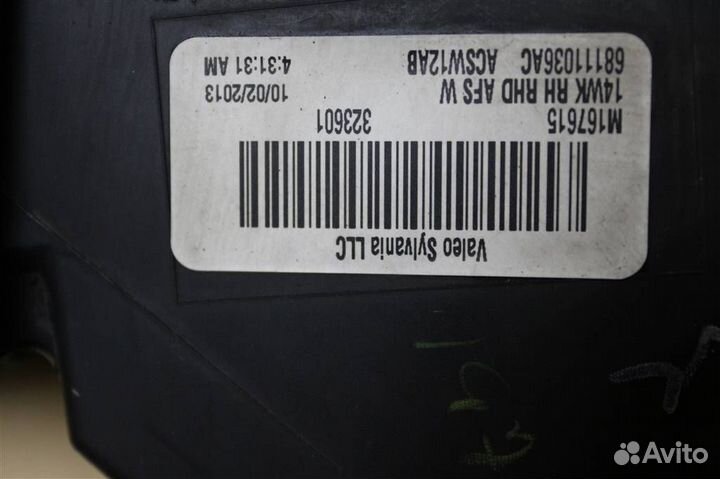 Valeo Sylvania LLC
M167615 323601
14WK RH RHD AFS W 10/02/2013
68111036AC ACSW12AB 4:31:31 AM
Avito